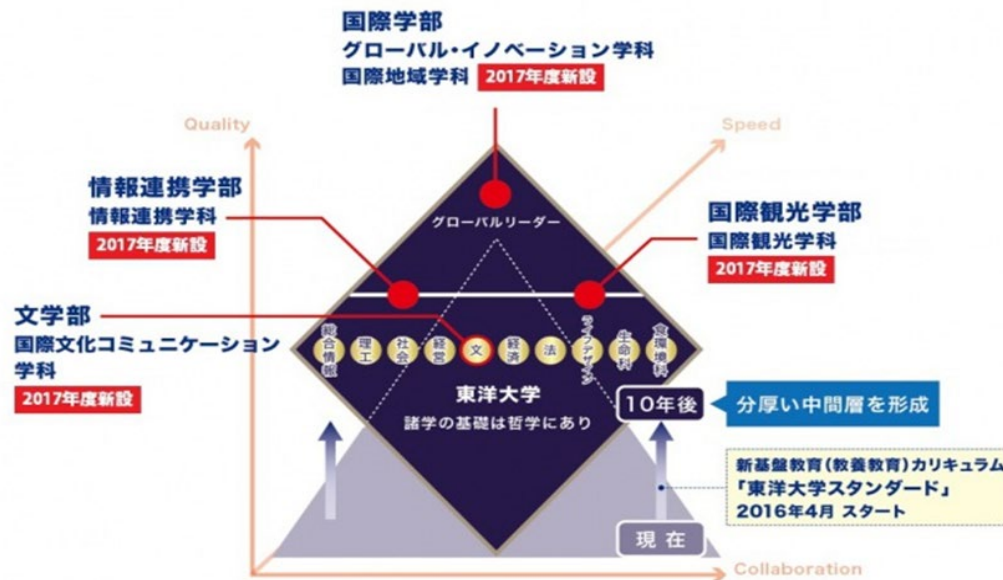 国際学部
グローバル・イノベーション学科
国際地域学科 2017年度新設
Quality
Speed
情報連携学部
情報連携学科
2017年度新設
グローバルリーダー
国際観光学部
国際観光学科
2017年度新設
文学部
国際文化コミュニケーション
学科
2017年度新設
総合情報
理工
社会
経営
文
経済
法
ライフデザイン
生命科
食環境科
東洋大学
諸学の基礎は哲学にあり
10年後
分厚い中間層を形成
新基盤教育(教養教育)カリキュラム
「東洋大学スタンダード」
2016年4月 スタート
現在
Collaboration